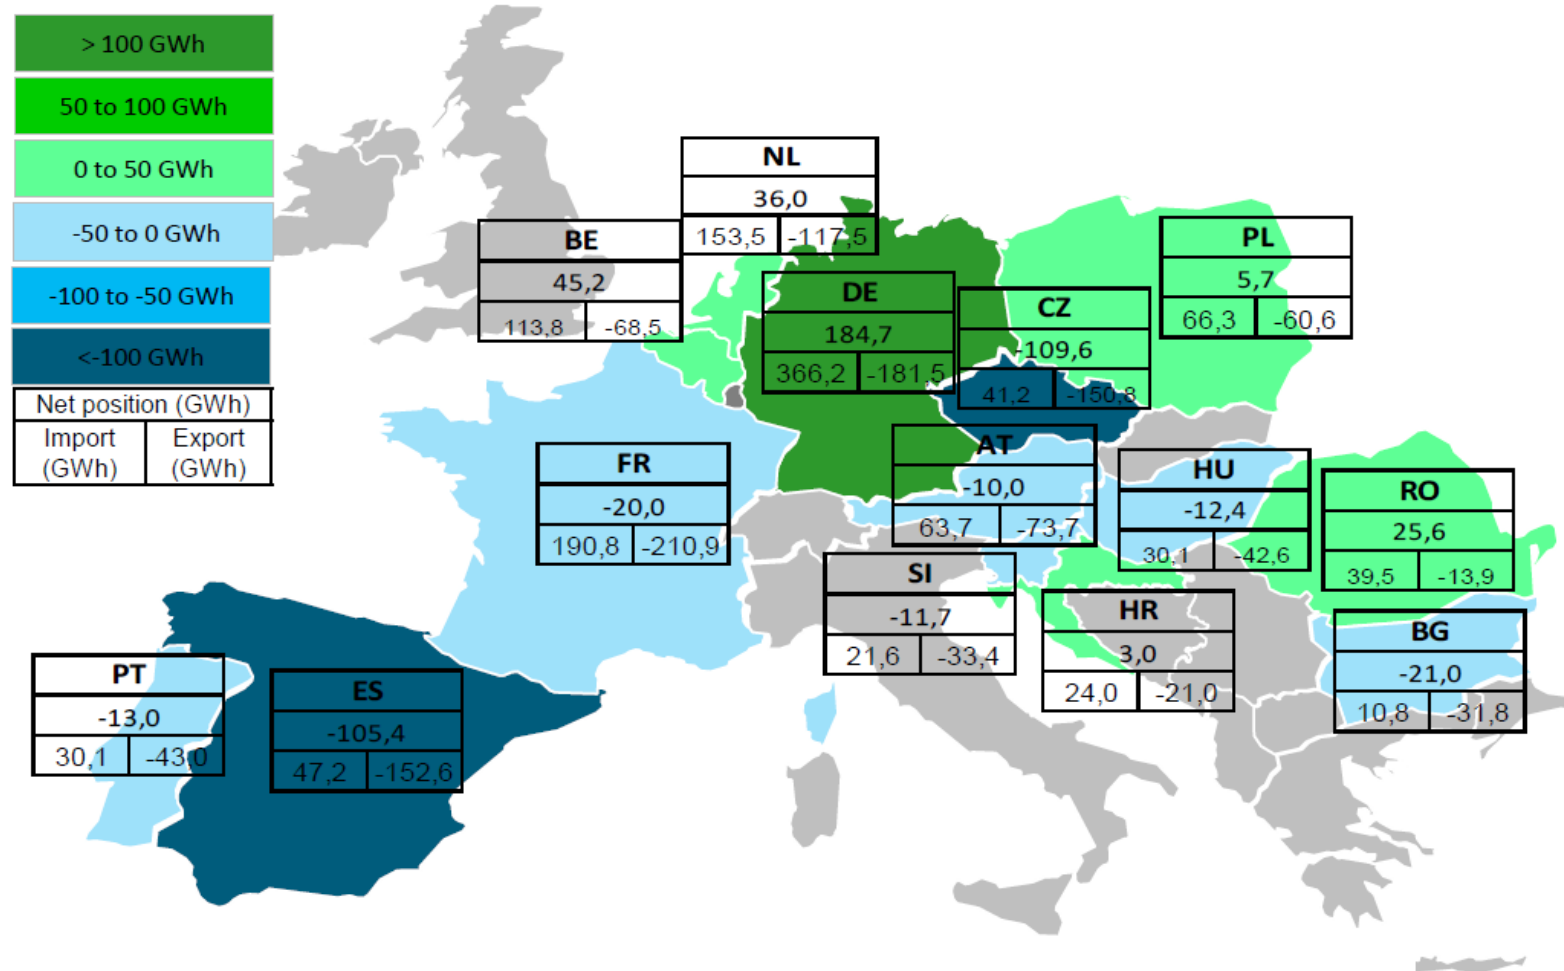 > 100 GWh
50 to 100 GWh
0 to 50 GWh
-50 to 0 GWh
-100 to -50 GWh
<-100 GWh
Net position (GWh)
Import (GWh) Export (GWh)
NL
36,0
153,5 -117,5
BE
45,2
113,8 -68,5
PL
5,7
66,3 -60,6
DE
184,7
366,2 -181,5
CZ
-109,6
41,2 -150,8
FR
-20,0
190,8 -210,9
AT
-10,0
63,7 -73,7
HU
-12,4
30,1 -42,6
RO
25,6
39,5 -13,9
SI
-11,7
21,6 -33,4
HR
3,0
24,0 -21,0
BG
-21,0
10,8 -31,8
PT
-13,0
30,1 -43,0
ES
-105,4
47,2 -152,6